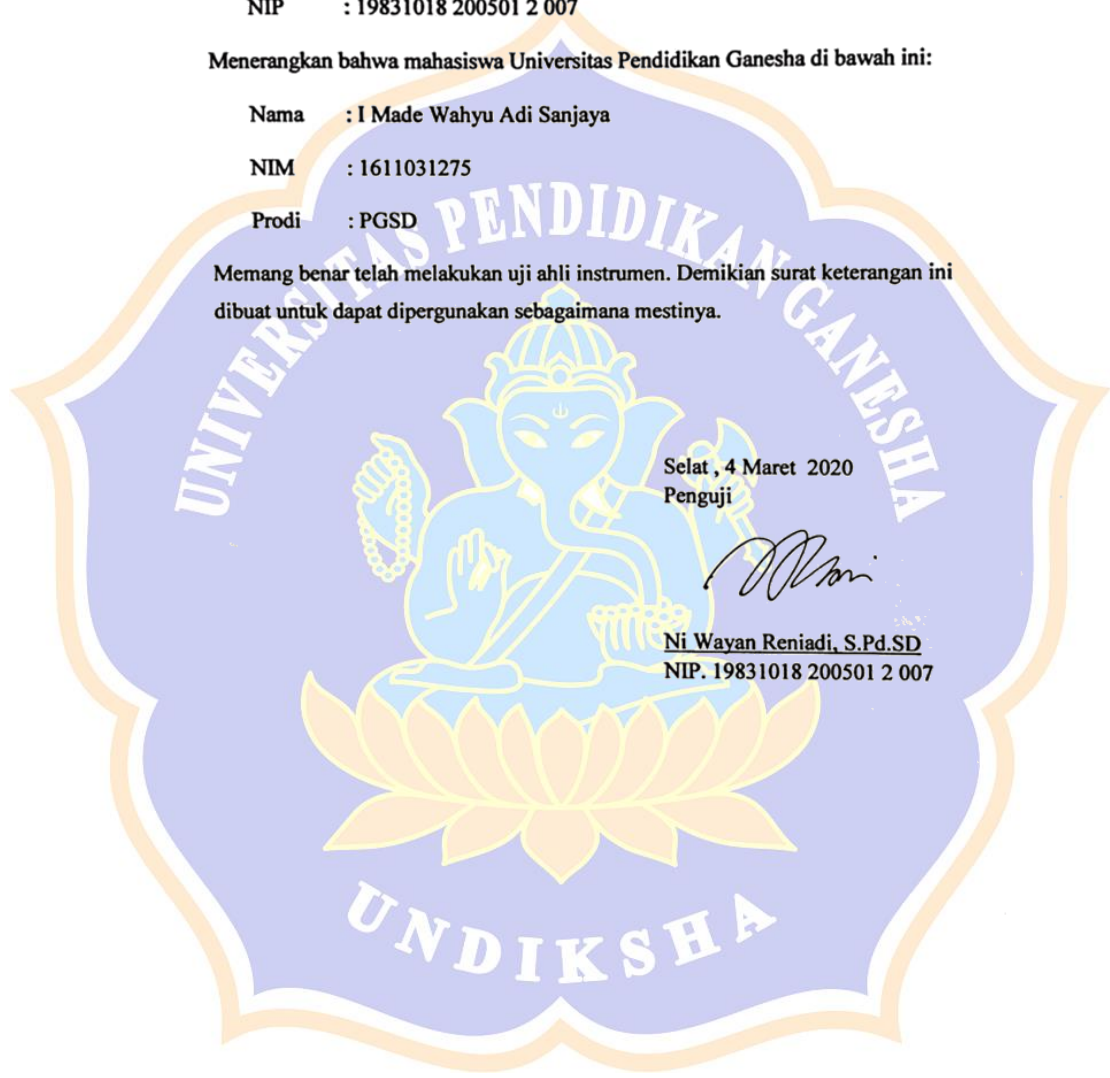 NIP : 19831018 200501 2 007
Menerangkan bahwa mahasiswa Universitas Pendidikan Ganesha di bawah ini:
Nama : I Made Wahyu Adi Sanjaya
NIM : 1611031275
Prodi : PGSD
Memang benar telah melakukan uji ahli instrumen. Demikian surat keterangan ini
dibuat untuk dapat dipergunakan sebagaimana mestinya.
UNIVERSITAS PENDIDIKAN GANESHA
Selat , 4 Maret 2020
Penguji
Ni Wayan Reniadi, S.Pd.SD
NIP. 19831018 200501 2 007
UNDIKSHA